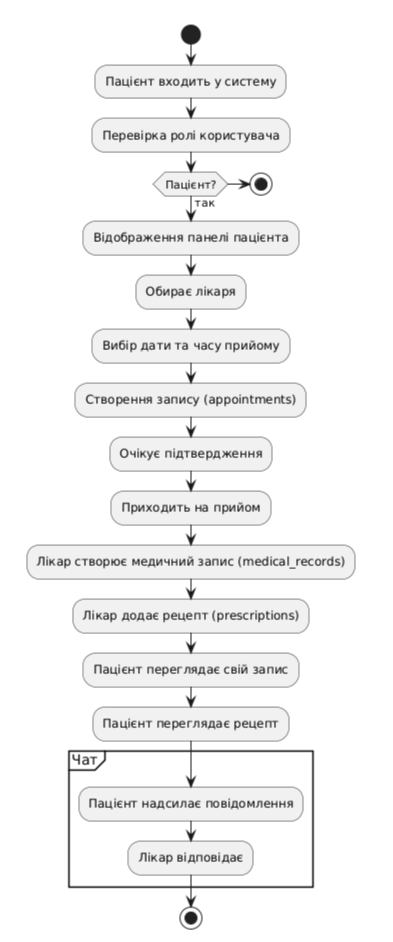 Пацієнт входить у систему
Перевірка ролі користувача
Пацієнт?
так
Відображення панелі пацієнта
Обирає лікаря
Вибір дати та часу прийому
Створення запису (appointments)
Очікує підтвердження
Приходить на прийом
Лікар створює медичний запис (medical_records)
Лікар додає рецепт (prescriptions)
Пацієнт переглядає свій запис
Пацієнт переглядає рецепт
Чат
Пацієнт надсилає повідомлення
Лікар відповідає